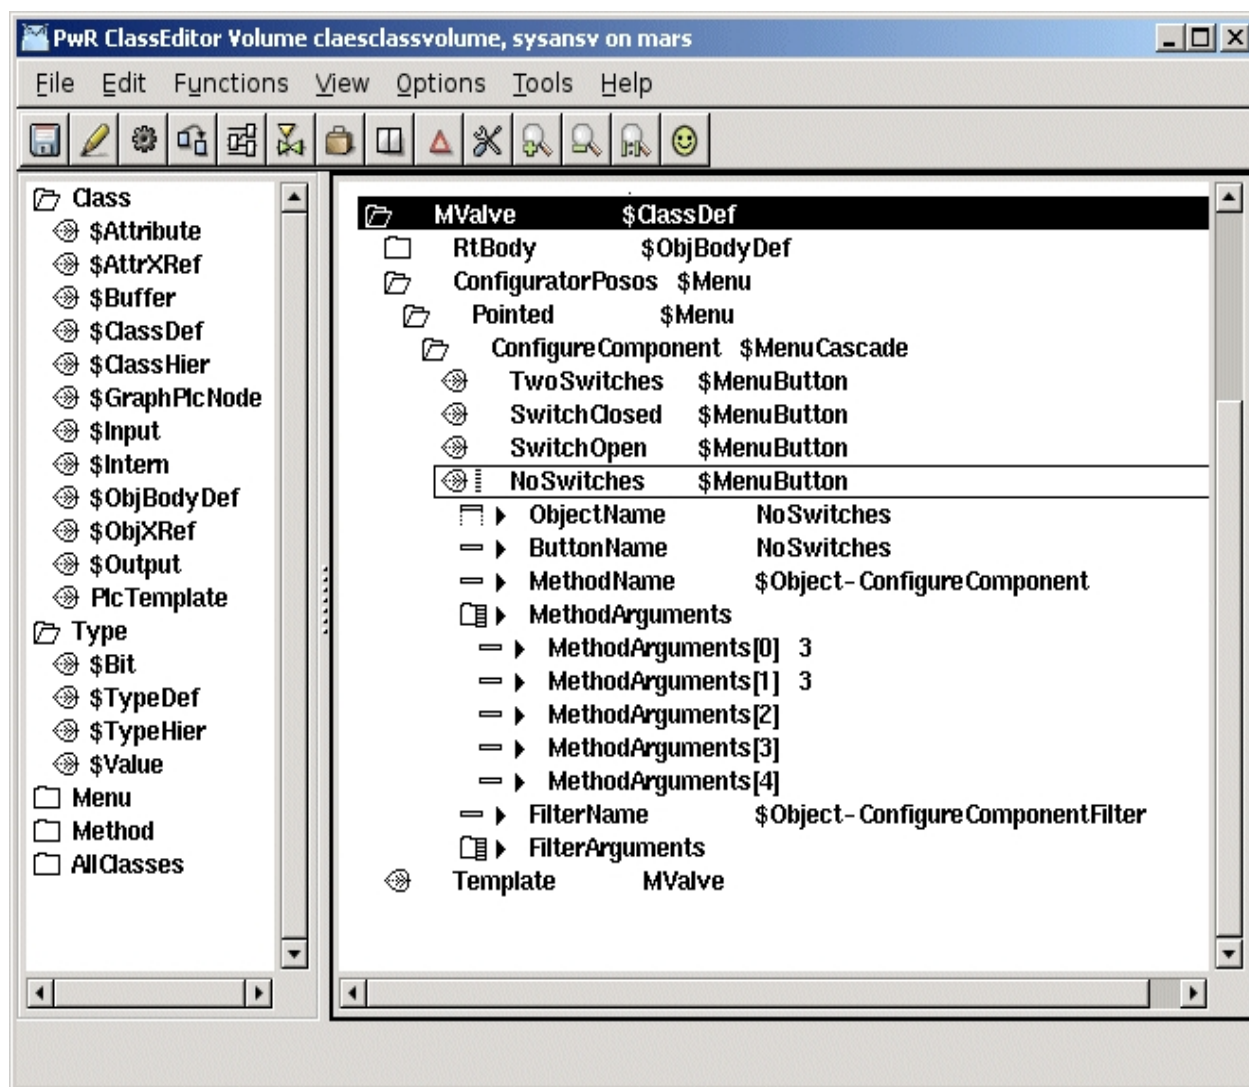 PwR ClassEditor Volume claesclassvolume, sysansv on mars
File Edit Functions View Options Tools Help
Class
$Attribute
$AttrXRef
$Buffer
$ClassDef
$ClassHier
$GraphPlcNode
$Input
$Intern
$ObjBodyDef
$ObjXRef
$Output
PlcTemplate
Type
$Bit
$TypeDef
$TypeHier
$Value
Menu
Method
AllClasses
MValve $ClassDef
RtBody $ObjBodyDef
ConfiguratorPosos $Menu
Pointed $Menu
ConfigureComponent $MenuCascade
TwoSwitches $MenuButton
SwitchClosed $MenuButton
SwitchOpen $MenuButton
NoSwitches $MenuButton
ObjectName NoSwitches
ButtonName NoSwitches
MethodName $Object-ConfigureComponent
MethodArguments
MethodArguments[0] 3
MethodArguments[1] 3
MethodArguments[2]
MethodArguments[3]
MethodArguments[4]
FilterName $Object-ConfigureComponentFilter
FilterArguments
Template MValve